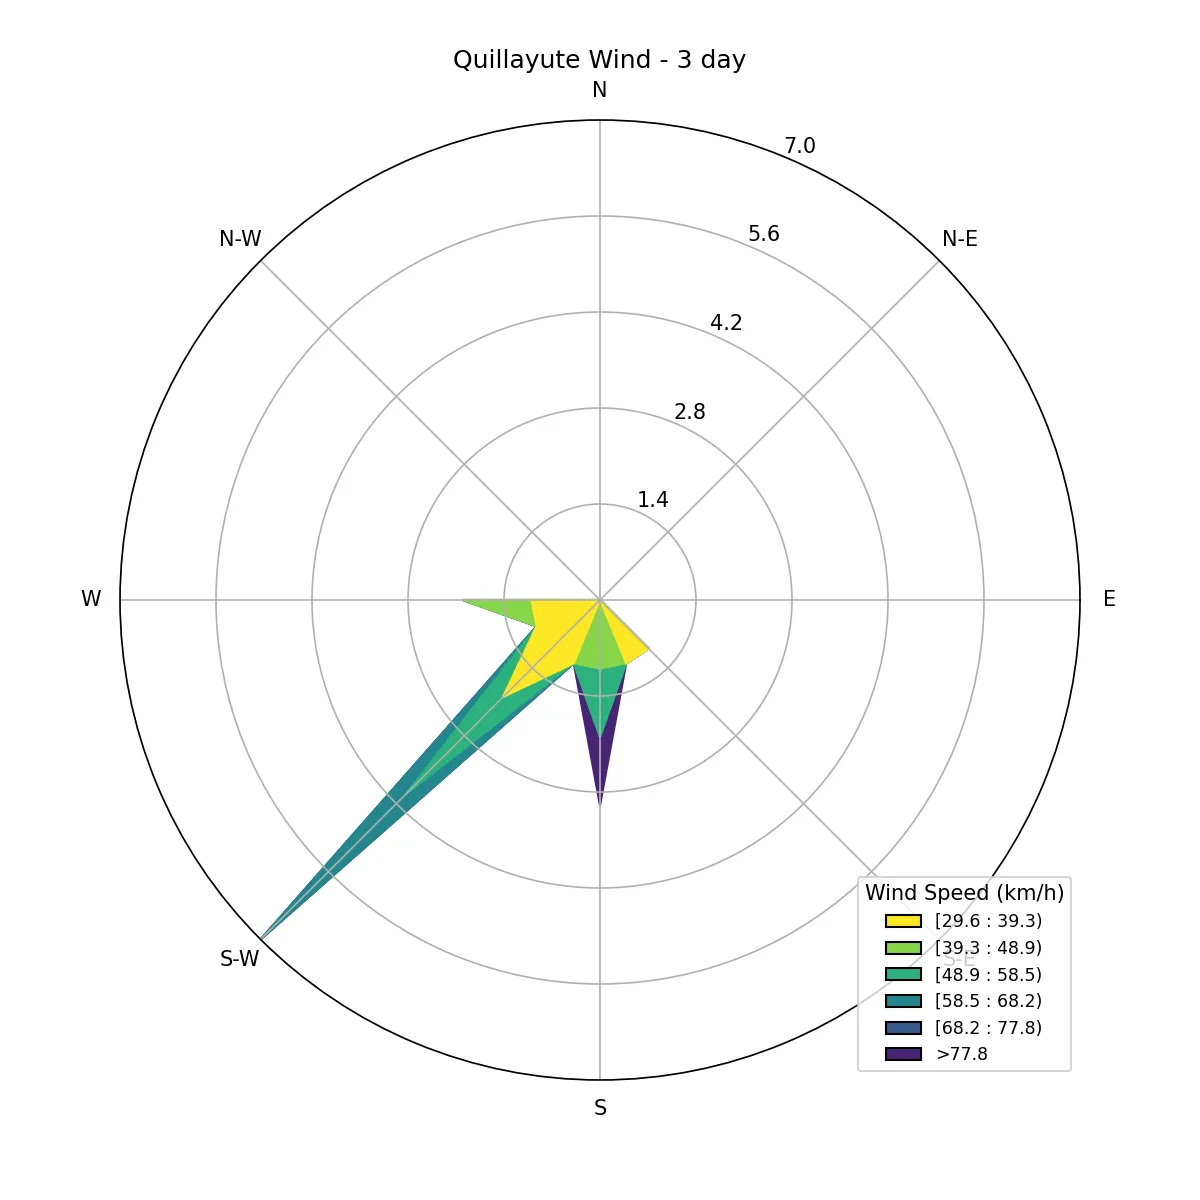 Quillayute Wind - 3 day
N
7.0
N-W
5.6
N-E
4.2
2.8
1.4
W
E
S-W
S-E
S
Wind Speed (km/h)
[29.6 : 39.3)
[39.3 : 48.9)
[48.9 : 58.5)
[58.5 : 68.2)
[68.2 : 77.8)
>77.8